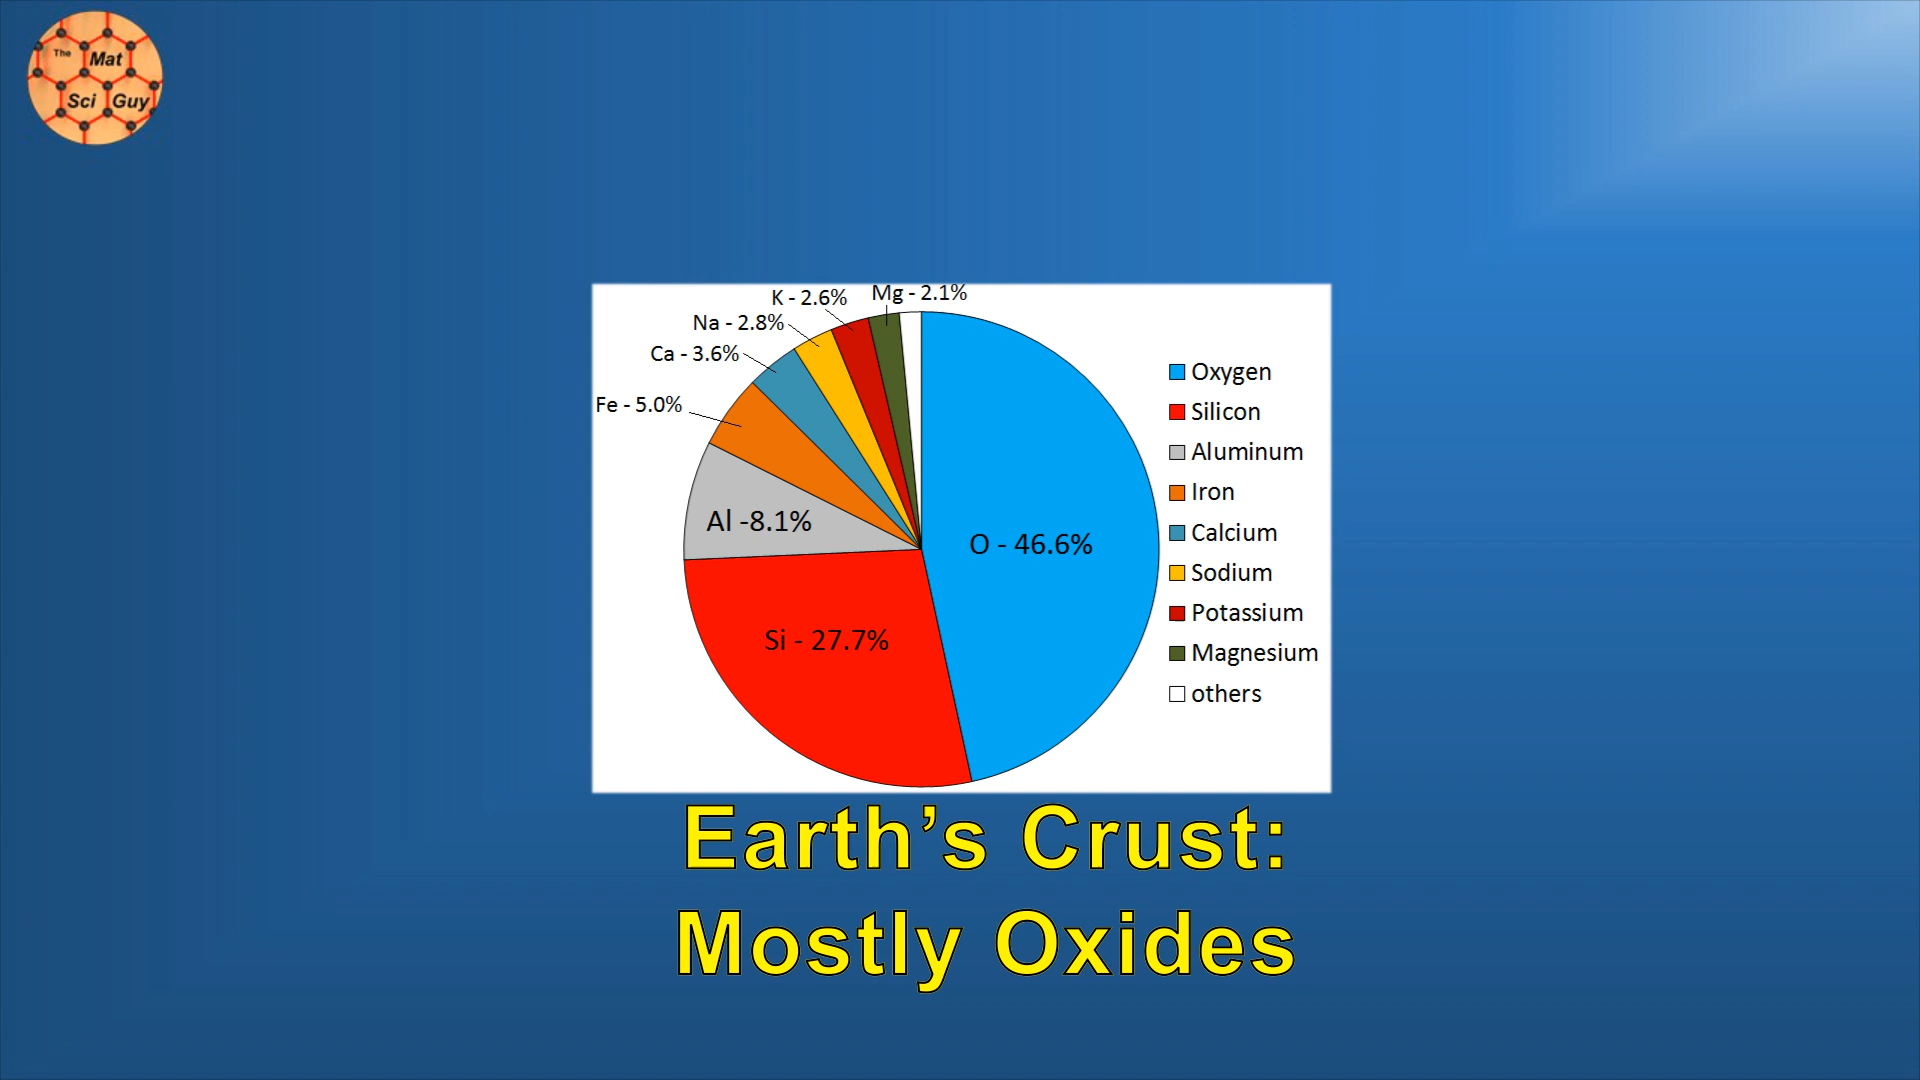 The Mat
Sci Guy
K - 2.6%
Mg - 2.1%
Na - 2.8%
Ca - 3.6%
Fe - 5.0%
Al -8.1%
O - 46.6%
Si - 27.7%
Oxygen
Silicon
Aluminum
Iron
Calcium
Sodium
Potassium
Magnesium
others
Earth’s Crust:
Mostly Oxides